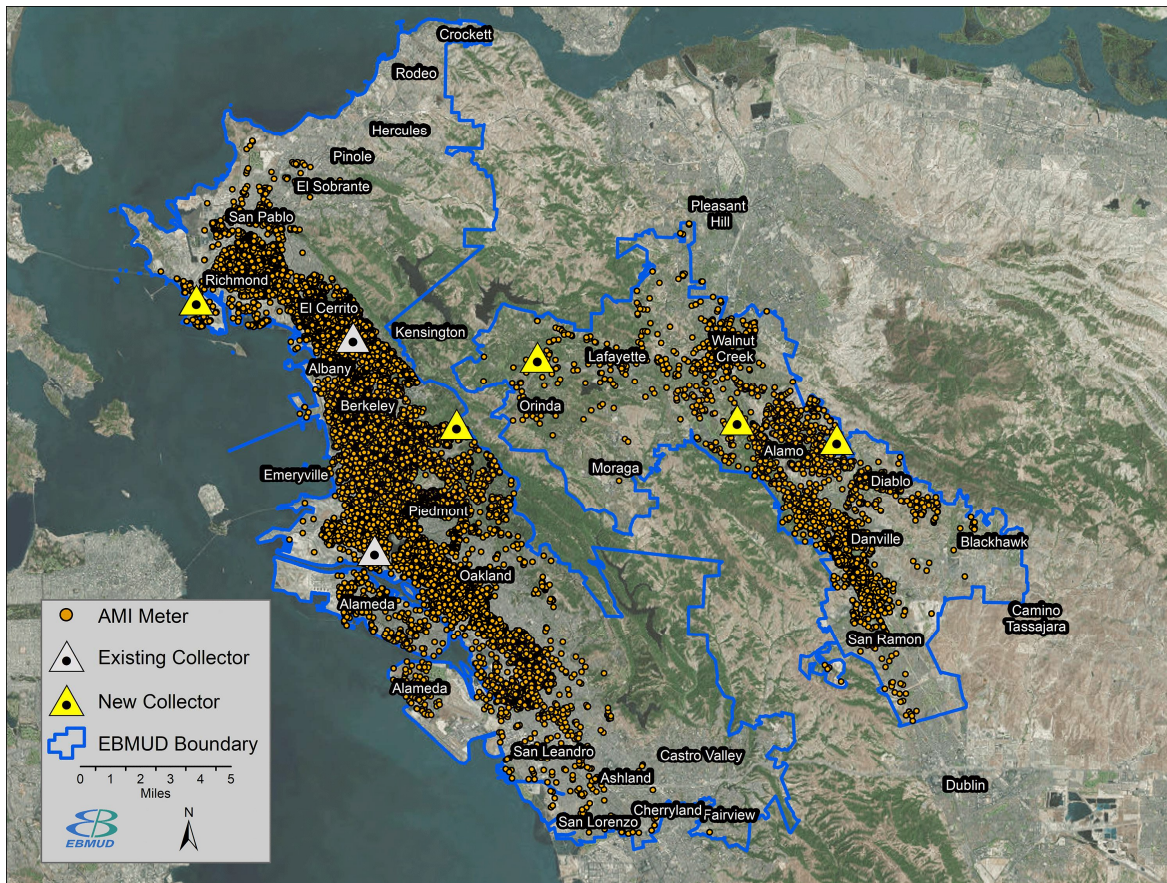 Crockett
Rodeo
Hercules
Pinole
El Sobrante
San Pablo
Pleasant
Hill
Richmond
El Cerrito
Kensington
Walnut
Creek
Lafayette
Albany
Berkeley
Orinda
Alamo
Moraga
Emeryville
Diablo
Piedmont
Danville
Blackhawk
Oakland
Alameda
Camino
Tassajara
San Ramon
Alameda
San Leandro
Castro Valley
Ashland
Dublin
Cherryland
Fairview
San Lorenzo
AMI Meter
Existing Collector
New Collector
EBMUD Boundary
0 1 2 3 4 5
Miles
N
EBMUD